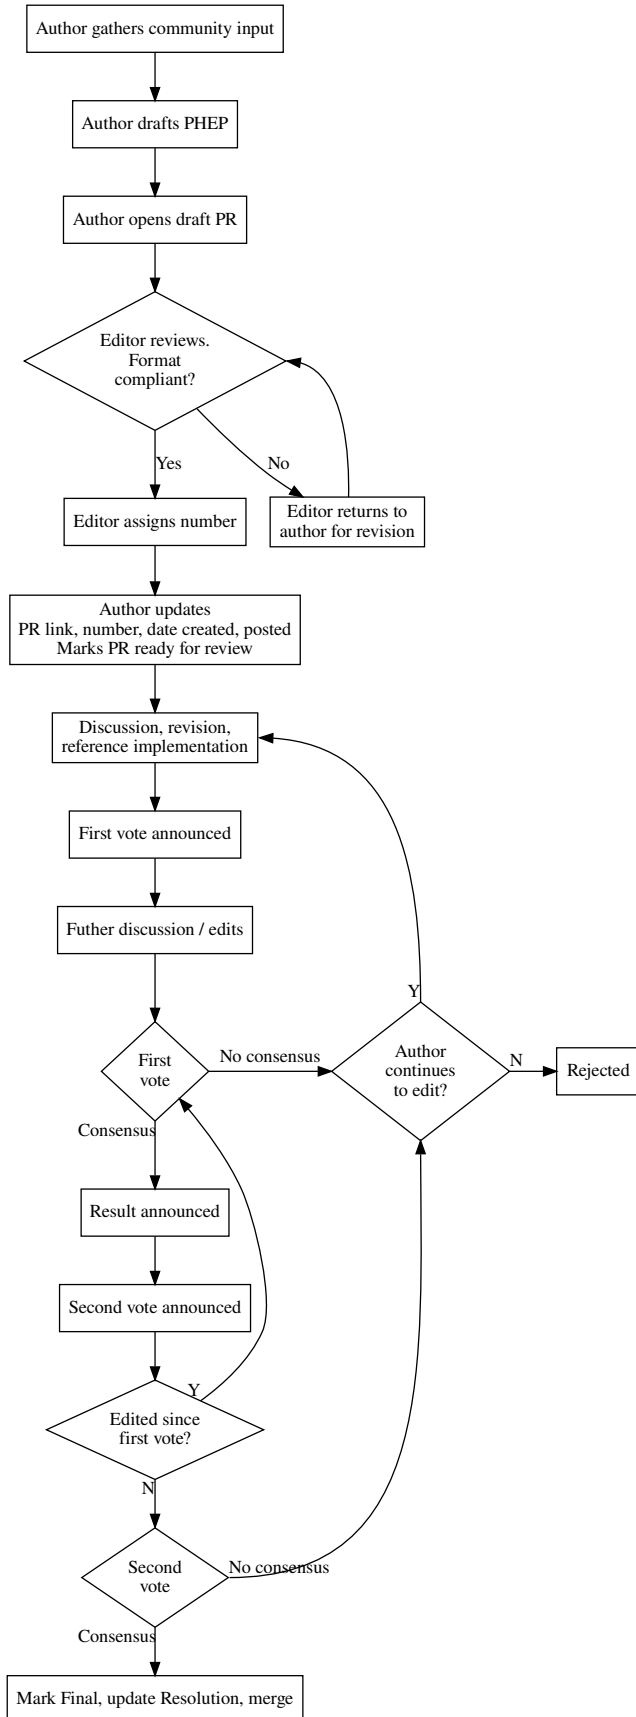 Author gathers community input
Author drafts PHEP
Author opens draft PR
Editor reviews.
Format
compliant?
Yes
No
Editor assigns number
Editor returns to
author for revision
Author updates
PR link, number, date created, posted
Marks PR ready for review
Discussion, revision,
reference implementation
First vote announced
Futher discussion / edits
First
vote
No consensus
Y
Author
continues
to edit?
N
Rejected
Consensus
Result announced
Second vote announced
Y
Edited since
first vote?
N
Second
vote
No consensus
Consensus
Mark Final, update Resolution, merge